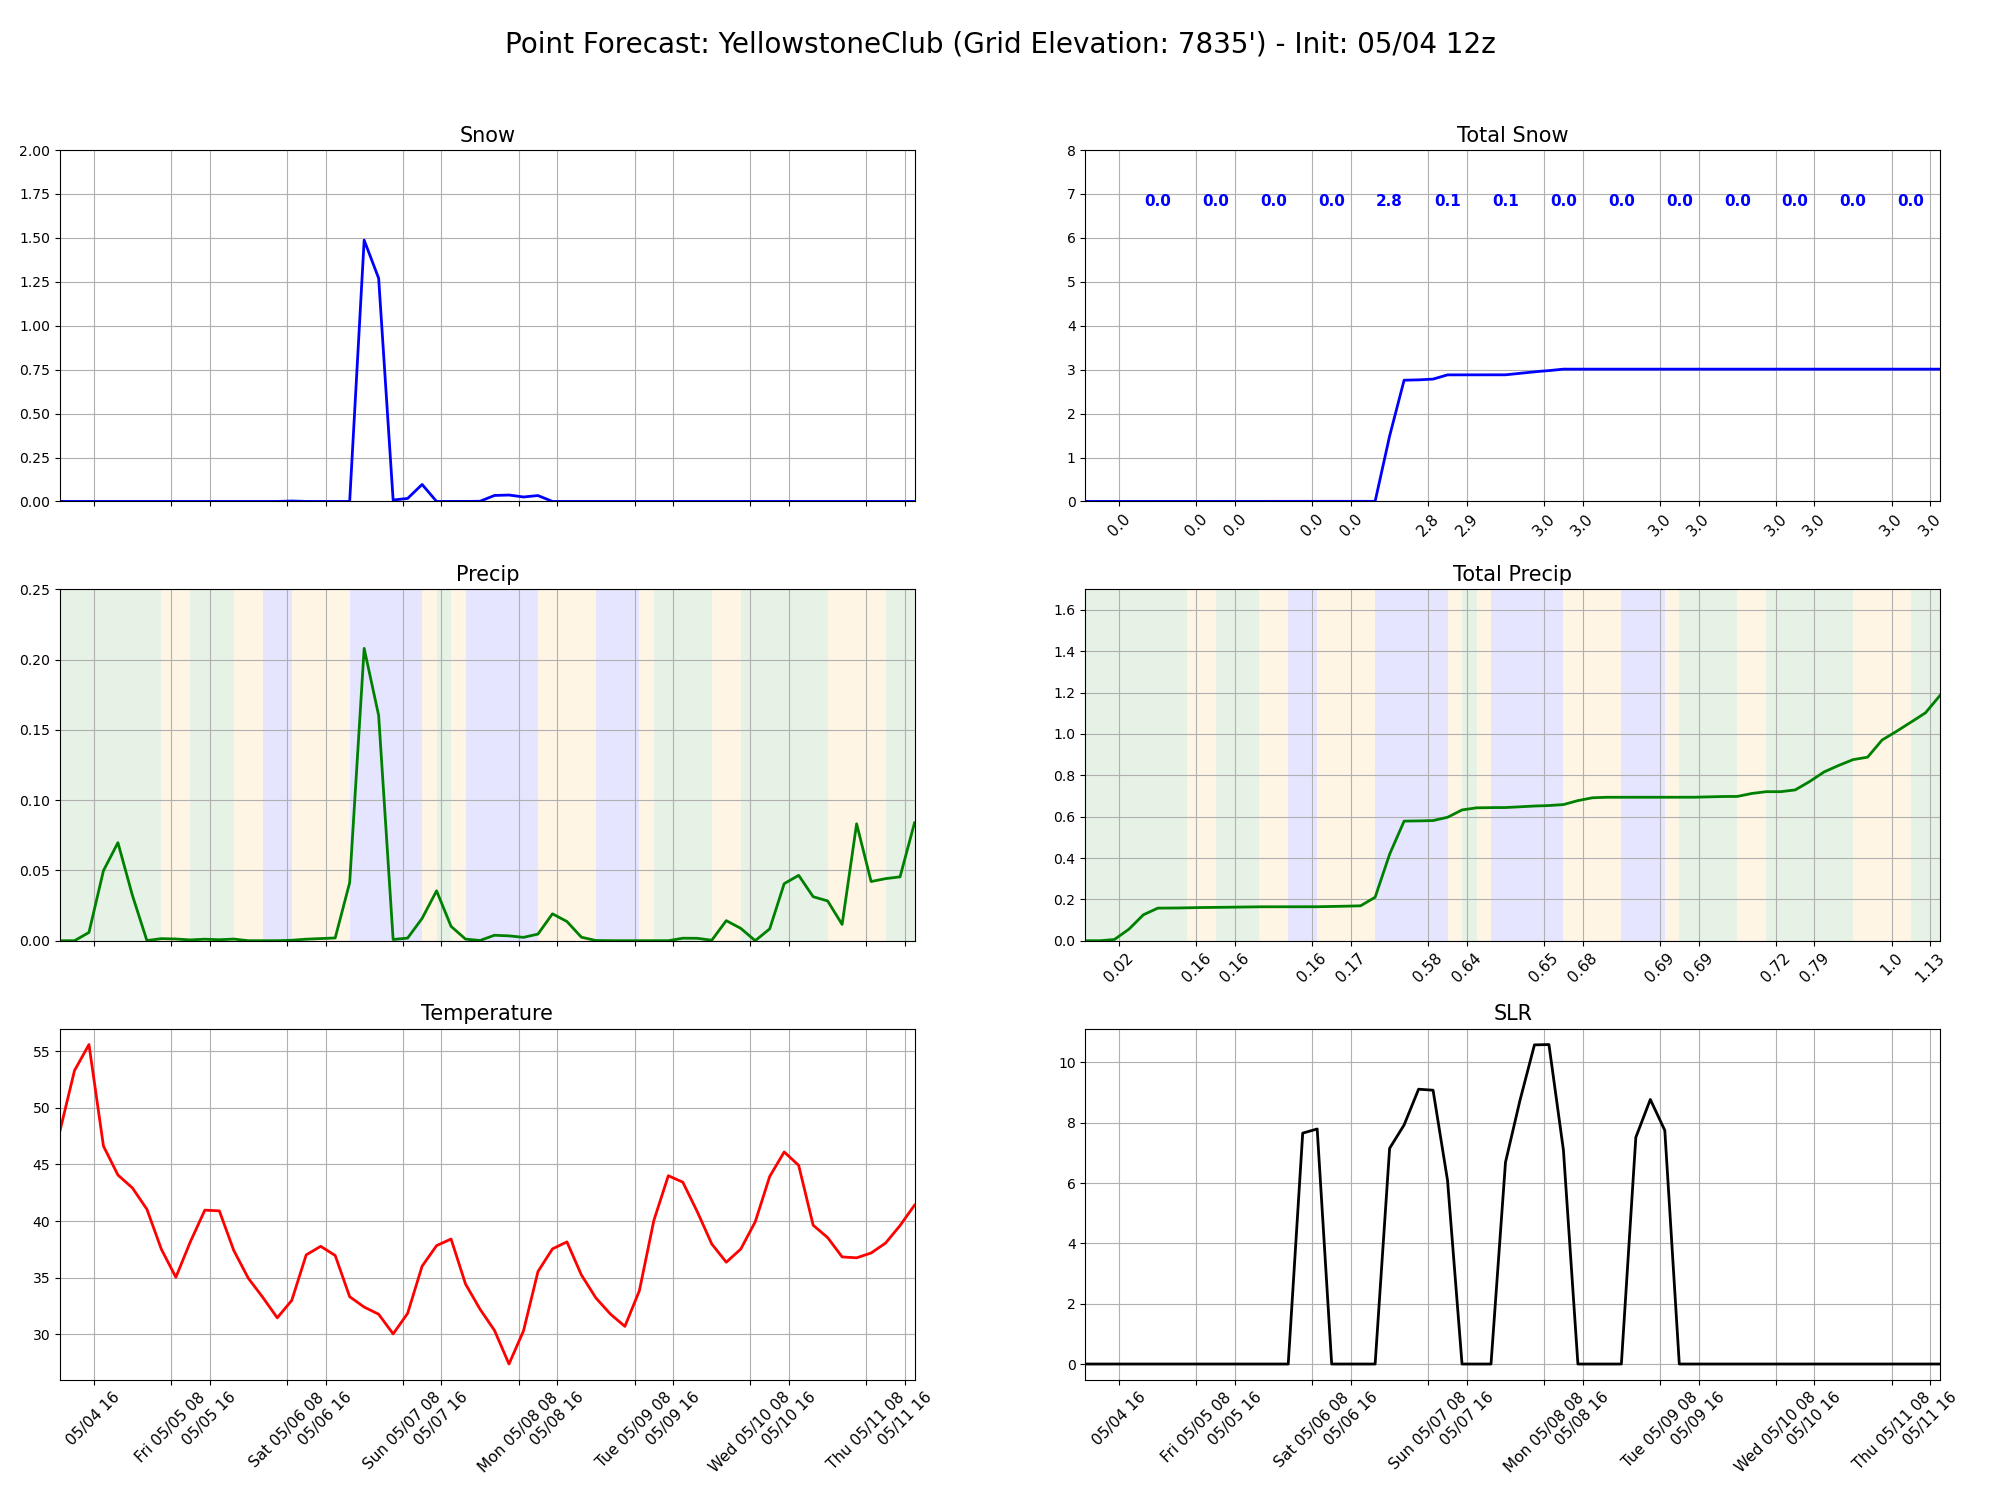 Point Forecast: YellowstoneClub (Grid Elevation: 7835') - Init: 05/04 12z
Snow
2.00
1.75
1.50
1.25
1.00
0.75
0.50
0.25
0.00
Total Snow
8
7
6
5
4
3
2
1
0
0.0 0.0 0.0 0.0 2.8 0.1 0.1 0.0 0.0 0.0 0.0 0.0 0.0 0.0
0.0 0.0 0.0 0.0 0.0 2.8 2.9 3.0 3.0 3.0 3.0 3.0 3.0 3.0 3.0
Precip
0.25
0.20
0.15
0.10
0.05
0.00
Total Precip
1.6
1.4
1.2
1.0
0.8
0.6
0.4
0.2
0.0
0.02 0.16 0.16 0.16 0.17 0.58 0.64 0.65 0.68 0.69 0.69 0.72 0.79 1.0 1.13
Temperature
55
50
45
40
35
30
05/04 16
Fri 05/05 08
05/05 16
Sat 05/06 08
05/06 16
Sun 05/07 08
05/07 16
Mon 05/08 08
05/08 16
Tue 05/09 08
05/09 16
Wed 05/10 08
05/10 16
Thu 05/11 08
05/11 16
SLR
10
8
6
4
2
0
05/04 16
Fri 05/05 08
05/05 16
Sat 05/06 08
05/06 16
Sun 05/07 08
05/07 16
Mon 05/08 08
05/08 16
Tue 05/09 08
05/09 16
Wed 05/10 08
05/10 16
Thu 05/11 08
05/11 16